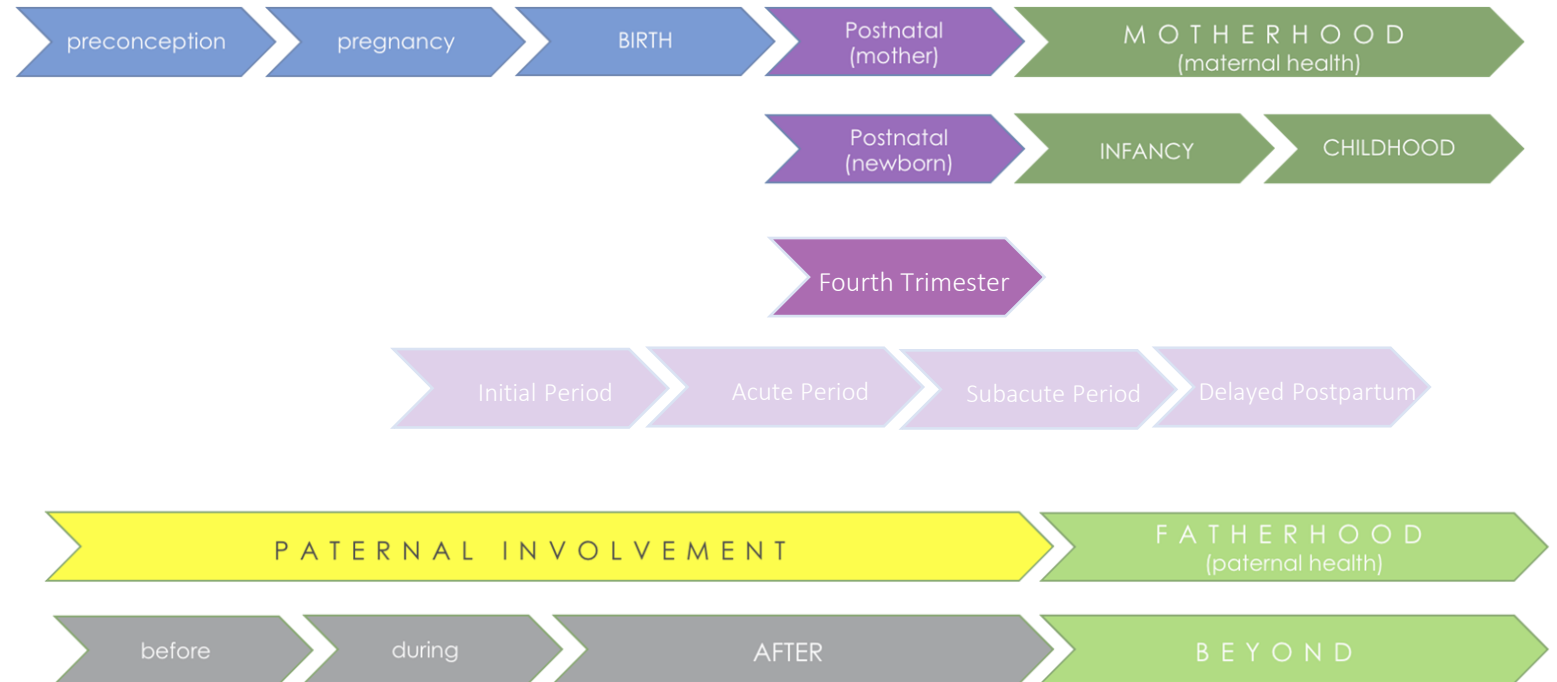 preconception
pregnancy
BIRTH
Postnatal
(mother)
MOTHERHOOD
(maternal health)
Postnatal
(newborn)
INFANCY
CHILDHOOD
Fourth Trimester
Initial Period
Acute Period
Subacute Period
Delayed Postpartum
PATERNAL INVOLVEMENT
FATHERHOOD
(paternal health)
before
during
AFTER
BEYOND